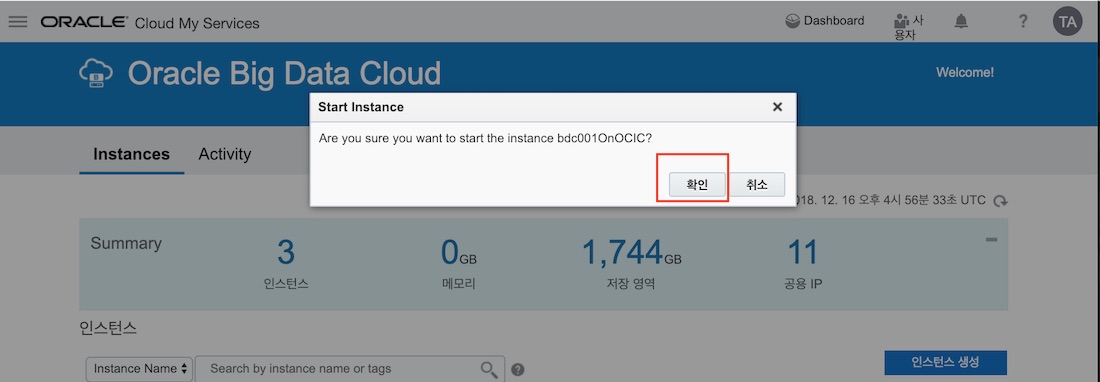 ORACLE Cloud My Services
Dashboard
사
용자
?
TA
Oracle Big Data Cloud
Welcome!
Start Instance
Are you sure you want to start the instance bdc001OnOCIC?
확인
취소
Instances
Activity
12. 16 오후 4시 56분 33초 UTC
Summary
3
인스턴스
0GB
메모리
1,744GB
저장 영역
11
공용 IP
인스턴스
Instance Name
Search by instance name or tags
?
인스턴스 생성